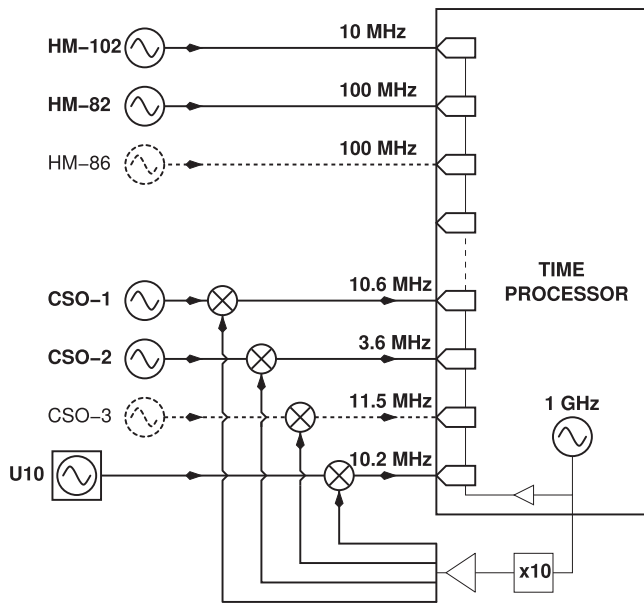 HM−102
10 MHz
HM−82
100 MHz
HM−86
100 MHz
TIME
PROCESSOR
CSO−1
10.6 MHz
CSO−2
3.6 MHz
CSO−3
11.5 MHz
1 GHz
U10
10.2 MHz
x10